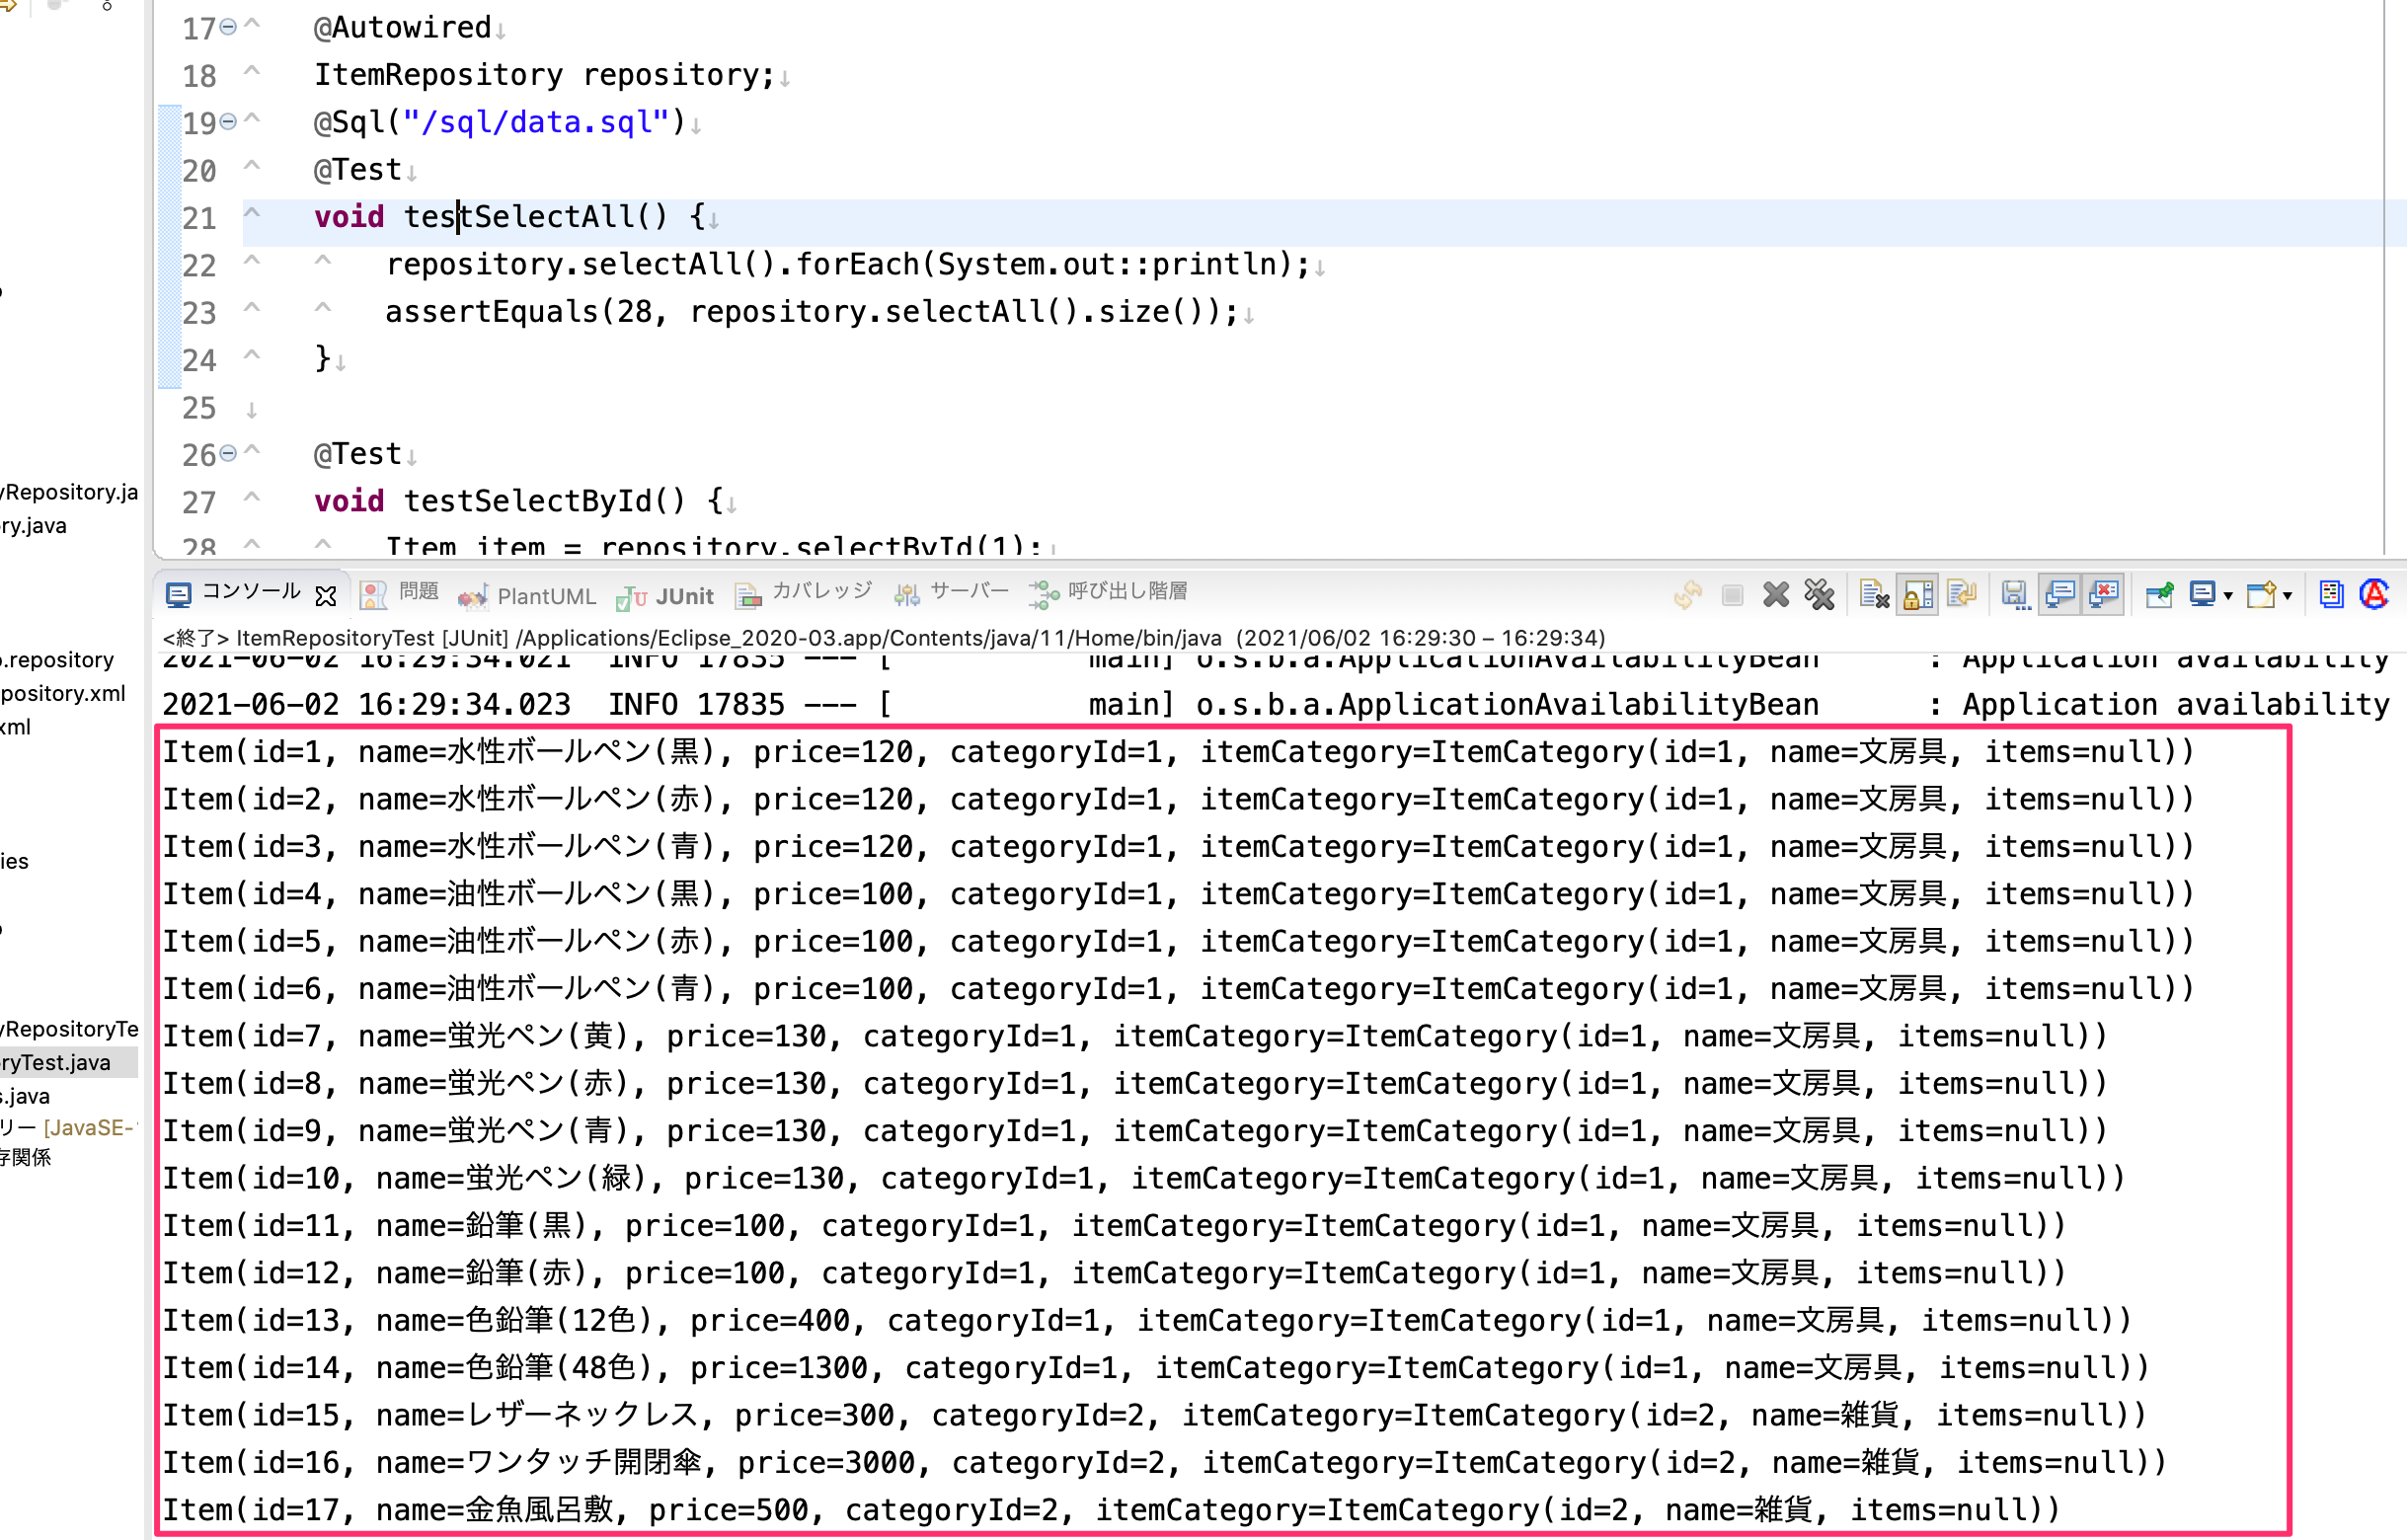 17 @Autowired
18 ItemRepository repository;
19 @Sql("/sql/data.sql")
20 @Test
21 void testSelectAll() {
22 repository.selectAll().forEach(System.out::println);
23 assertEquals(28, repository.selectAll().size());
24 }
25
26 @Test
27 void testSelectById() {
28 Item item = repository.selectById(1);
yRepository.ja
ry.java
.repository
pository.xml
xml
ies
yRepositoryTe
ryTest.java
s.java
リー [JavaSE-
存関係
コンソール 問題 PlantUML JUnit カバレッジ サーバー 呼び出し階層
<終了> ItemRepositoryTest [JUnit] /Applications/Eclipse_2020-03.app/Contents/java/11/Home/bin/java (2021/06/02 16:29:30 – 16:29:34)
2021-06-02 16:29:34.021 INFO 17835 --- [ main] o.s.b.a.ApplicationAvailabilityBean : Application availability
2021-06-02 16:29:34.023 INFO 17835 --- [ main] o.s.b.a.ApplicationAvailabilityBean : Application availability
Item(id=1, name=水性ボールペン(黒), price=120, categoryId=1, itemCategory=ItemCategory(id=1, name=文房具, items=null))
Item(id=2, name=水性ボールペン(赤), price=120, categoryId=1, itemCategory=ItemCategory(id=1, name=文房具, items=null))
Item(id=3, name=水性ボールペン(青), price=120, categoryId=1, itemCategory=ItemCategory(id=1, name=文房具, items=null))
Item(id=4, name=油性ボールペン(黒), price=100, categoryId=1, itemCategory=ItemCategory(id=1, name=文房具, items=null))
Item(id=5, name=油性ボールペン(赤), price=100, categoryId=1, itemCategory=ItemCategory(id=1, name=文房具, items=null))
Item(id=6, name=油性ボールペン(青), price=100, categoryId=1, itemCategory=ItemCategory(id=1, name=文房具, items=null))
Item(id=7, name=蛍光ペン(黄), price=130, categoryId=1, itemCategory=ItemCategory(id=1, name=文房具, items=null))
Item(id=8, name=蛍光ペン(赤), price=130, categoryId=1, itemCategory=ItemCategory(id=1, name=文房具, items=null))
Item(id=9, name=蛍光ペン(青), price=130, categoryId=1, itemCategory=ItemCategory(id=1, name=文房具, items=null))
Item(id=10, name=蛍光ペン(緑), price=130, categoryId=1, itemCategory=ItemCategory(id=1, name=文房具, items=null))
Item(id=11, name=鉛筆(黒), price=100, categoryId=1, itemCategory=ItemCategory(id=1, name=文房具, items=null))
Item(id=12, name=鉛筆(赤), price=100, categoryId=1, itemCategory=ItemCategory(id=1, name=文房具, items=null))
Item(id=13, name=色鉛筆(12色), price=400, categoryId=1, itemCategory=ItemCategory(id=1, name=文房具, items=null))
Item(id=14, name=色鉛筆(48色), price=1300, categoryId=1, itemCategory=ItemCategory(id=1, name=文房具, items=null))
Item(id=15, name=レザーネックレス, price=300, categoryId=2, itemCategory=ItemCategory(id=2, name=雑貨, items=null))
Item(id=16, name=ワンタッチ開閉傘, price=3000, categoryId=2, itemCategory=ItemCategory(id=2, name=雑貨, items=null))
Item(id=17, name=金魚風呂敷, price=500, categoryId=2, itemCategory=ItemCategory(id=2, name=雑貨, items=null))